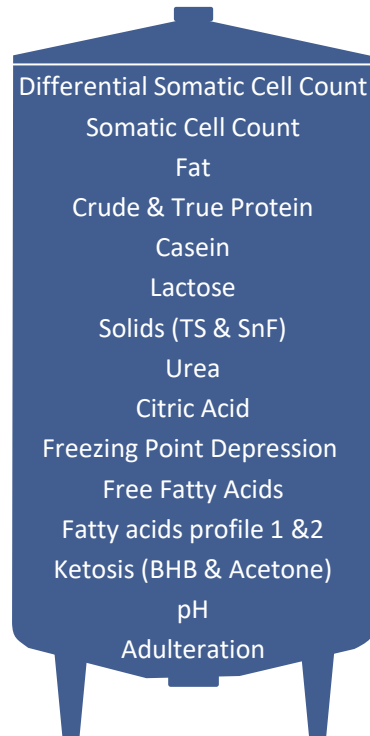 Differential Somatic Cell Count
Somatic Cell Count
Fat
Crude & True Protein
Casein
Lactose
Solids (TS & SnF)
Urea
Citric Acid
Freezing Point Depression
Free Fatty Acids
Fatty acids profile 1 &2
Ketosis (BHB & Acetone)
pH
Adulteration